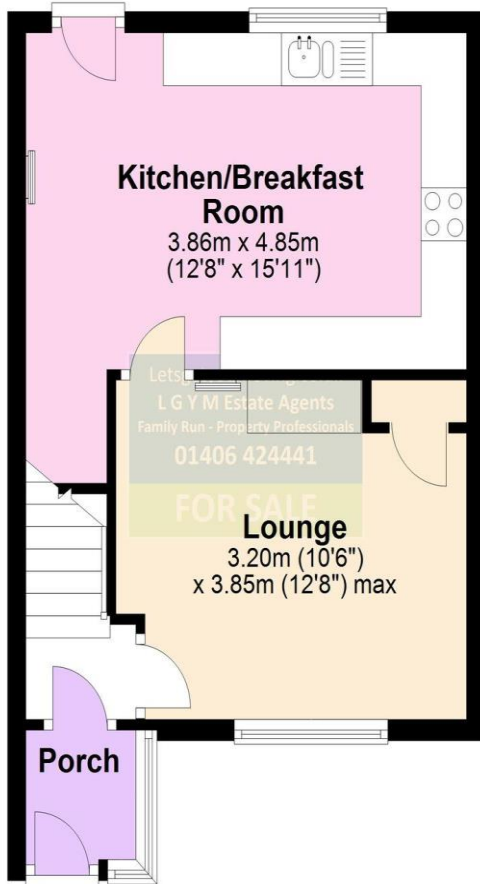 Kitchen/Breakfast
Room
3.86m x 4.85m
(12'8" x 15'11")
L G Y M Estate Agents
Family Run - Property Professionals
01406 424441
FOR SALE
Lounge
3.20m (10'6")
x 3.85m (12'8") max
Porch